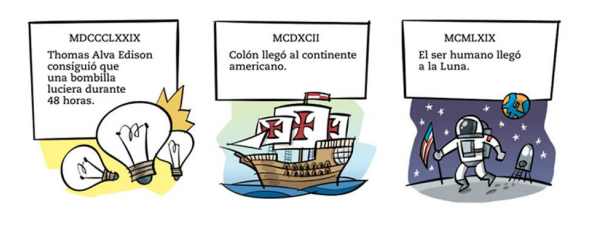 MDCCCLXXIX
Thomas Alva Edison
consiguió que
una bombilla
luciera durante
48 horas.
MCDXCII
Colón llegó al continente
americano.
MCMLXIX
El ser humano llegó
a la Luna.